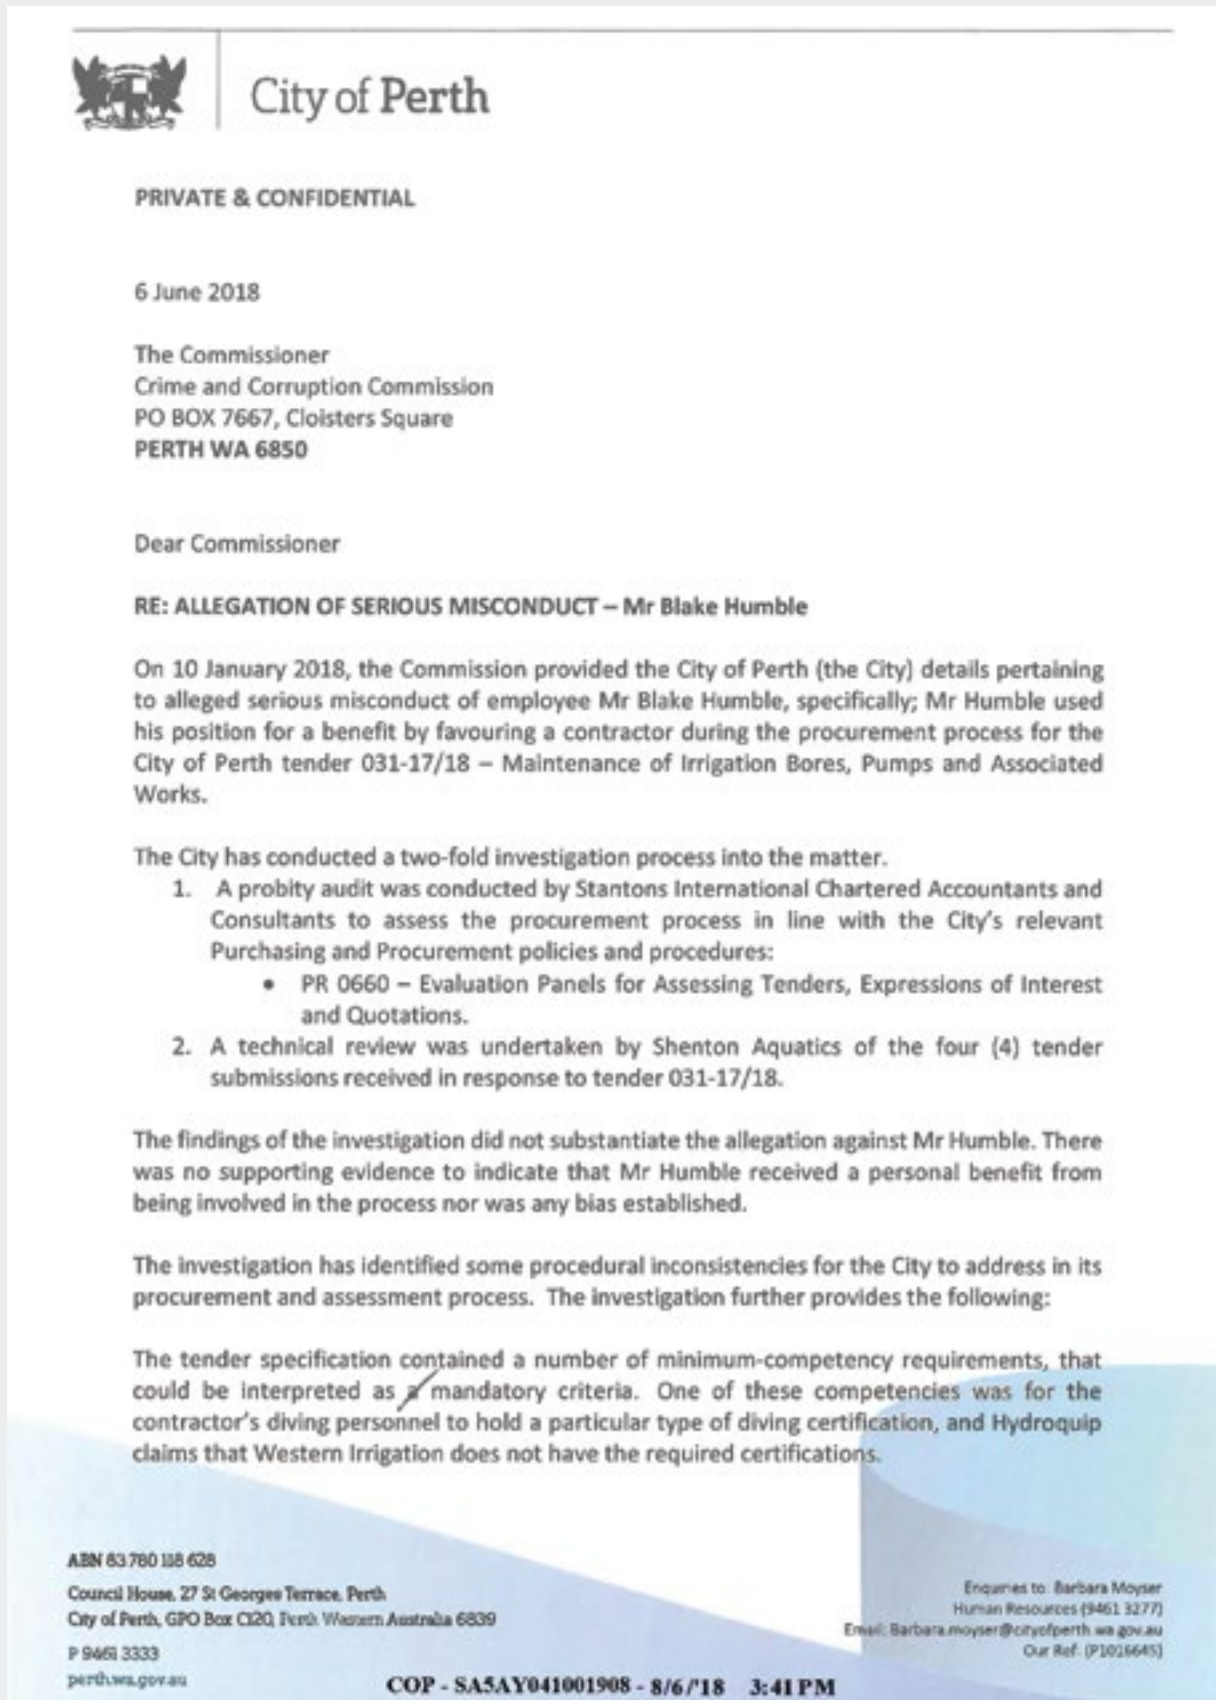 City of Perth
PRIVATE & CONFIDENTIAL
6 June 2018
The Commissioner
Crime and Corruption Commission
PO BOX 7667, Cloisters Square
PERTH WA 6850
Dear Commissioner
RE: ALLEGATION OF SERIOUS MISCONDUCT – Mr Blake Humble
On 10 January 2018, the Commission provided the City of Perth (the City) details pertaining
to alleged serious misconduct of employee Mr Blake Humble, specifically; Mr Humble used
his position for a benefit by favouring a contractor during the procurement process for the
City of Perth tender 031-17/18 – Maintenance of Irrigation Bores, Pumps and Associated
Works.
The City has conducted a two-fold investigation process into the matter.
1. A probity audit was conducted by Stantons International Chartered Accountants and
Consultants to assess the procurement process in line with the City's relevant
Purchasing and Procurement policies and procedures:
• PR 0660 – Evaluation Panels for Assessing Tenders, Expressions of Interest
and Quotations.
2. A technical review was undertaken by Shenton Aquatics of the four (4) tender
submissions received in response to tender 031-17/18.
The findings of the investigation did not substantiate the allegation against Mr Humble. There
was no supporting evidence to indicate that Mr Humble received a personal benefit from
being involved in the process nor was any bias established.
The investigation has identified some procedural inconsistencies for the City to address in its
procurement and assessment process. The investigation further provides the following:
The tender specification contained a number of minimum-competency requirements, that
could be interpreted as a mandatory criteria. One of these competencies was for the
contractor's diving personnel to hold a particular type of diving certification, and Hydroquip
claims that Western Irrigation does not have the required certifications.
ABN 83 780 118 628
Council House, 27 St Georges Terrace, Perth
City of Perth, GPO Box C120, Perth Western Australia 6839
P 9461 3333
perth.wa.gov.au
Enquiries to: Barbara Moyser
Human Resources (9461 3277)
Email: Barbara.moyser@cityofperth.wa.gov.au
Our Ref: (P1016645)
COP - SA5AY041001908 - 8/6/'18 3:41 PM